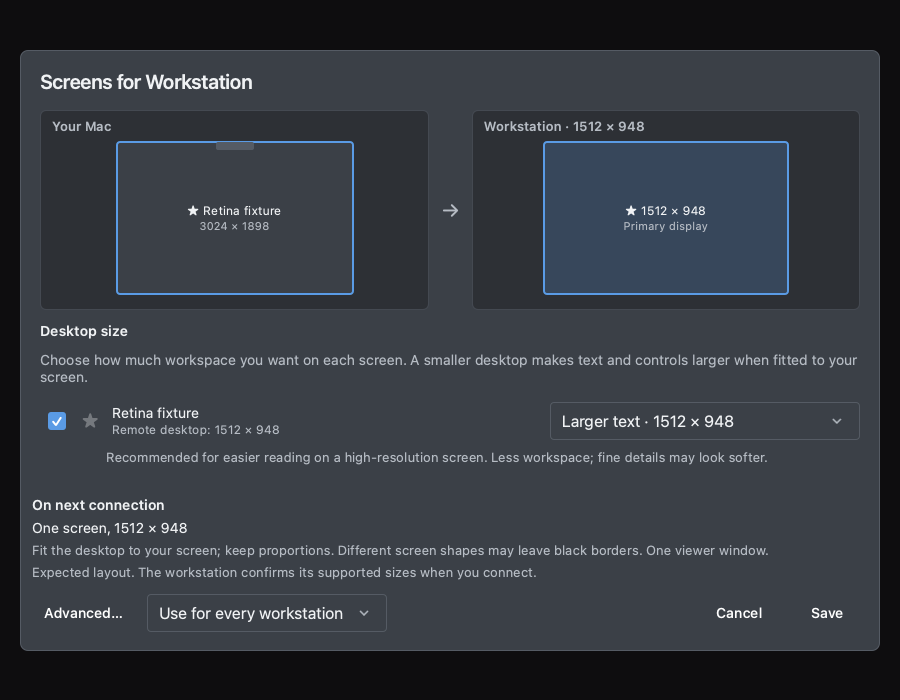 Screens for Workstation
Your Mac
★ Retina fixture
3024 × 1898
→
Workstation · 1512 × 948
★ 1512 × 948
Primary display
Desktop size
Choose how much workspace you want on each screen. A smaller desktop makes text and controls larger when fitted to your
screen.
Retina fixture
Remote desktop: 1512 × 948
Larger text · 1512 × 948
Recommended for easier reading on a high-resolution screen. Less workspace; fine details may look softer.
On next connection
One screen, 1512 × 948
Fit the desktop to your screen; keep proportions. Different screen shapes may leave black borders. One viewer window.
Expected layout. The workstation confirms its supported sizes when you connect.
Advanced...
Use for every workstation
Cancel
Save